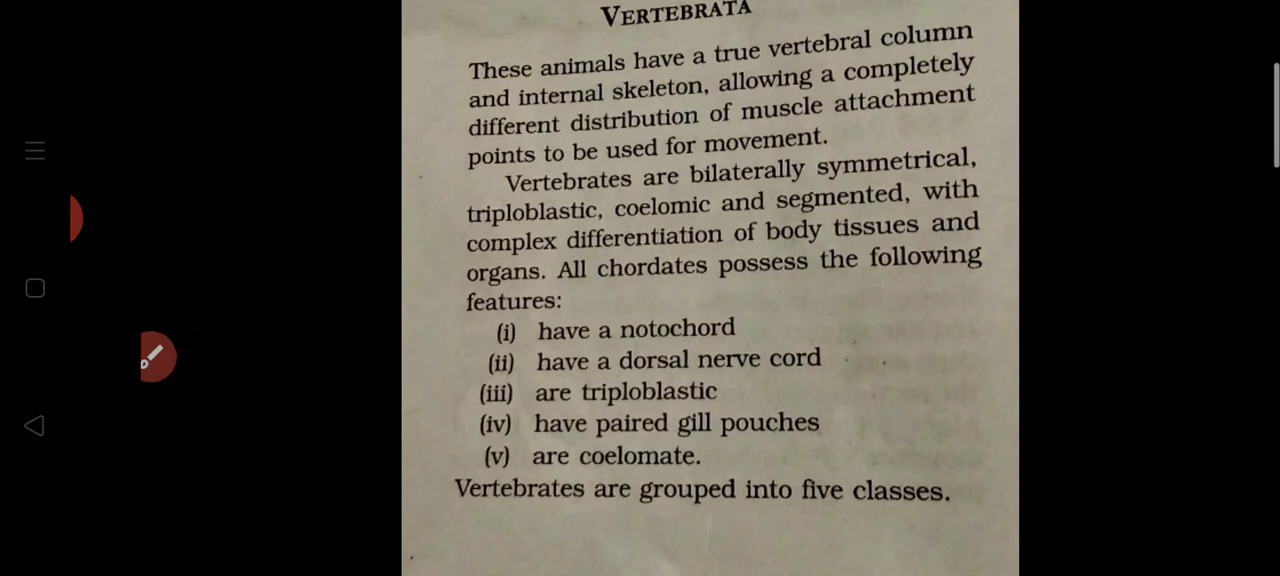 VERTEBRATA
These animals have a true vertebral column
and internal skeleton, allowing a completely
different distribution of muscle attachment
points to be used for movement.
Vertebrates are bilaterally symmetrical,
triploblastic, coelomic and segmented, with
complex differentiation of body tissues and
organs. All chordates possess the following
features:
(i) have a notochord
(ii) have a dorsal nerve cord
(iii) are triploblastic
(iv) have paired gill pouches
(v) are coelomate.
Vertebrates are grouped into five classes.